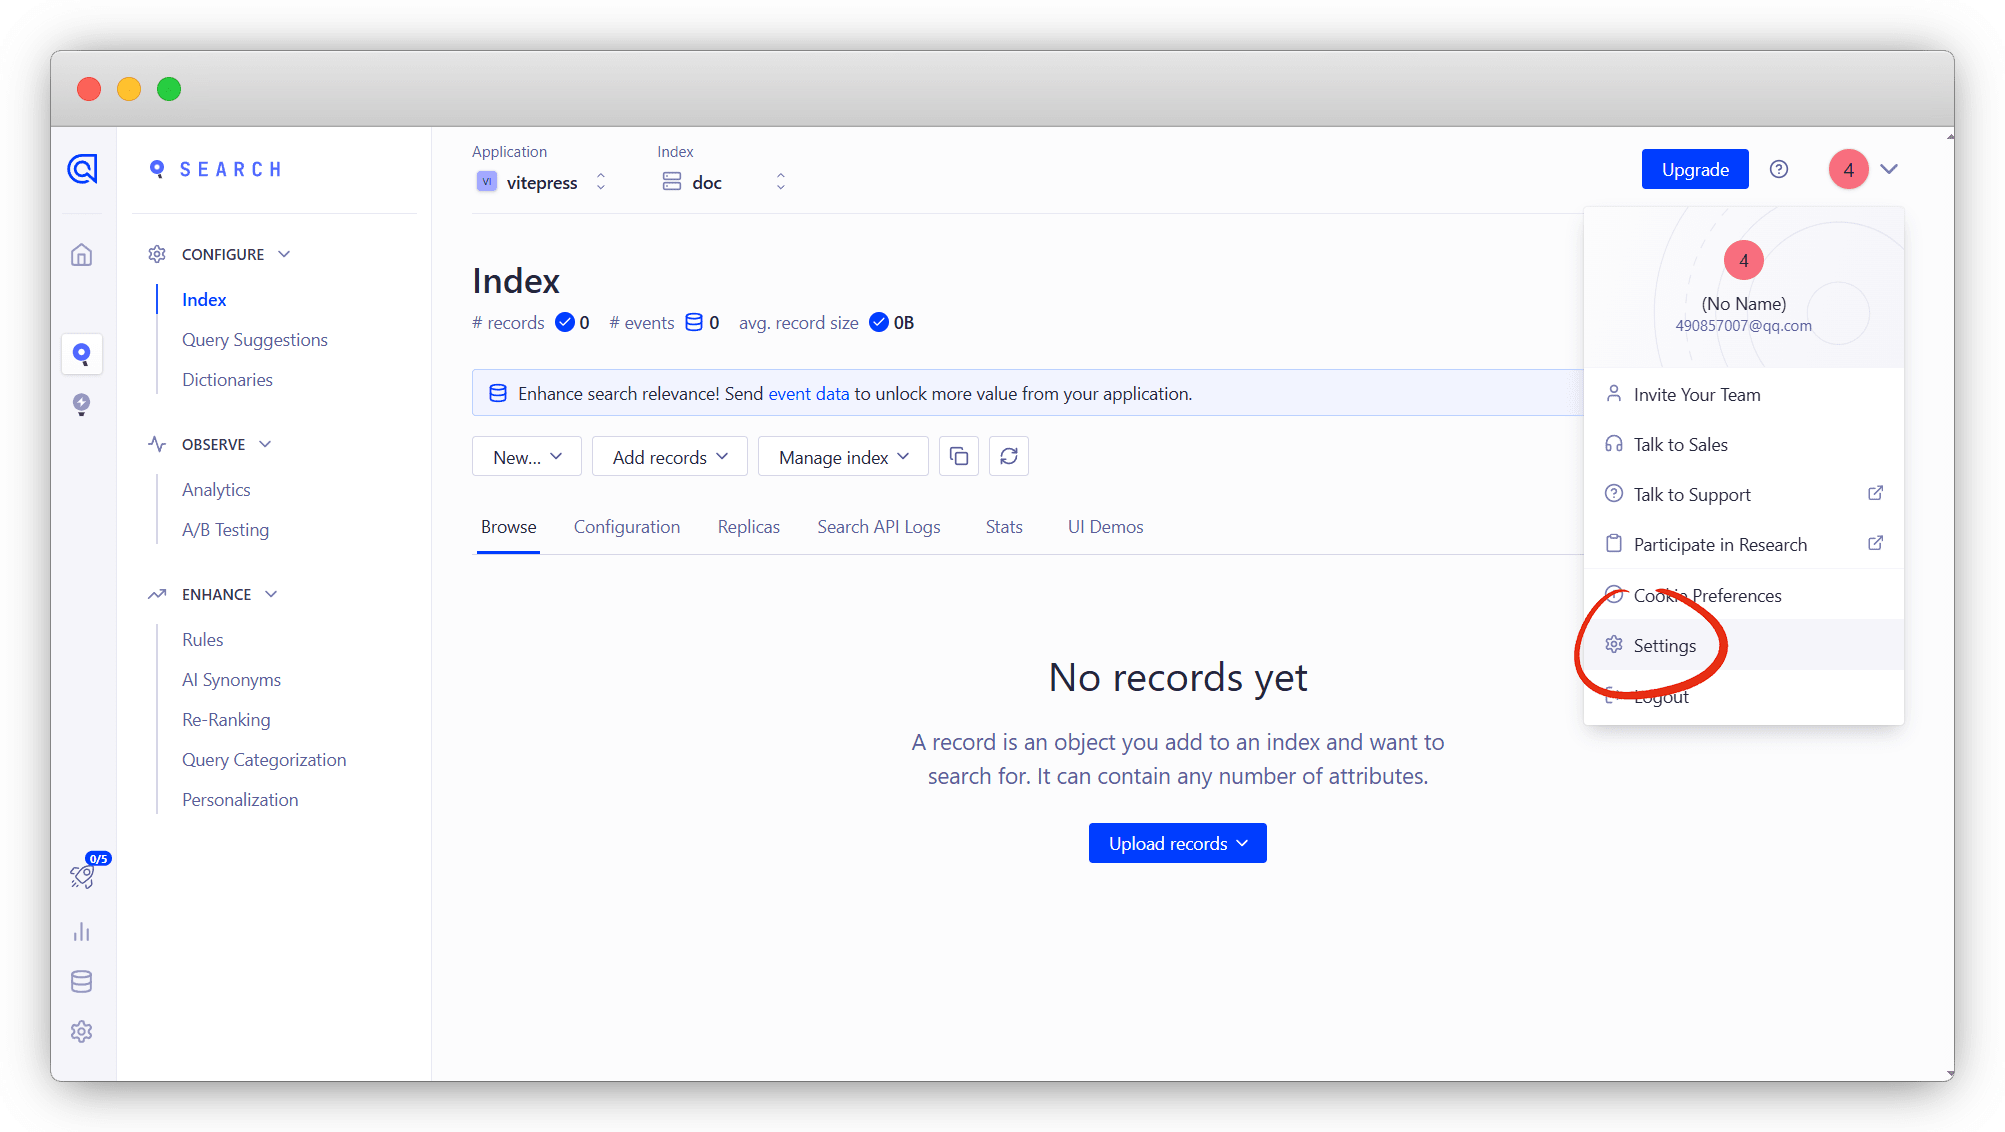 SEARCH
Application
Index
VI vitepress
doc
Upgrade
4
CONFIGURE
Index
Query Suggestions
Dictionaries
OBSERVE
Analytics
A/B Testing
ENHANCE
Rules
AI Synonyms
Re-Ranking
Query Categorization
Personalization
0/5
Index
# records 0 # events 0 avg. record size 0B
Enhance search relevance! Send event data to unlock more value from your application.
New...
Add records
Manage index
Browse
Configuration
Replicas
Search API Logs
Stats
UI Demos
No records yet
A record is an object you add to an index and want to
search for. It can contain any number of attributes.
Upload records
4
(No Name)
490857007@qq.com
Invite Your Team
Talk to Sales
Talk to Support
Participate in Research
Cookie Preferences
Settings
Logout